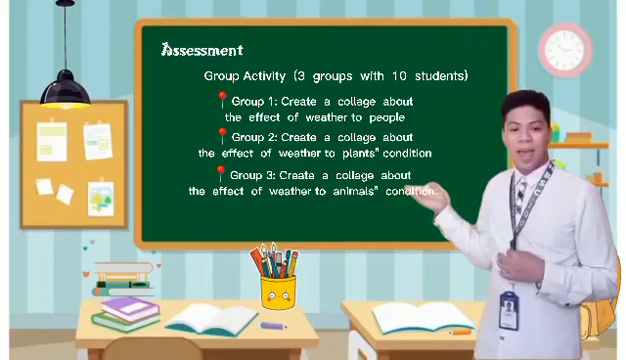 Assessment
Group Activity (3 groups with 10 students)
Group 1: Create a collage about
the effect of weather to people
Group 2: Create a collage about
the effect of weather to plants" condition
Group 3: Create a collage about
the effect of weather to animals" condition.